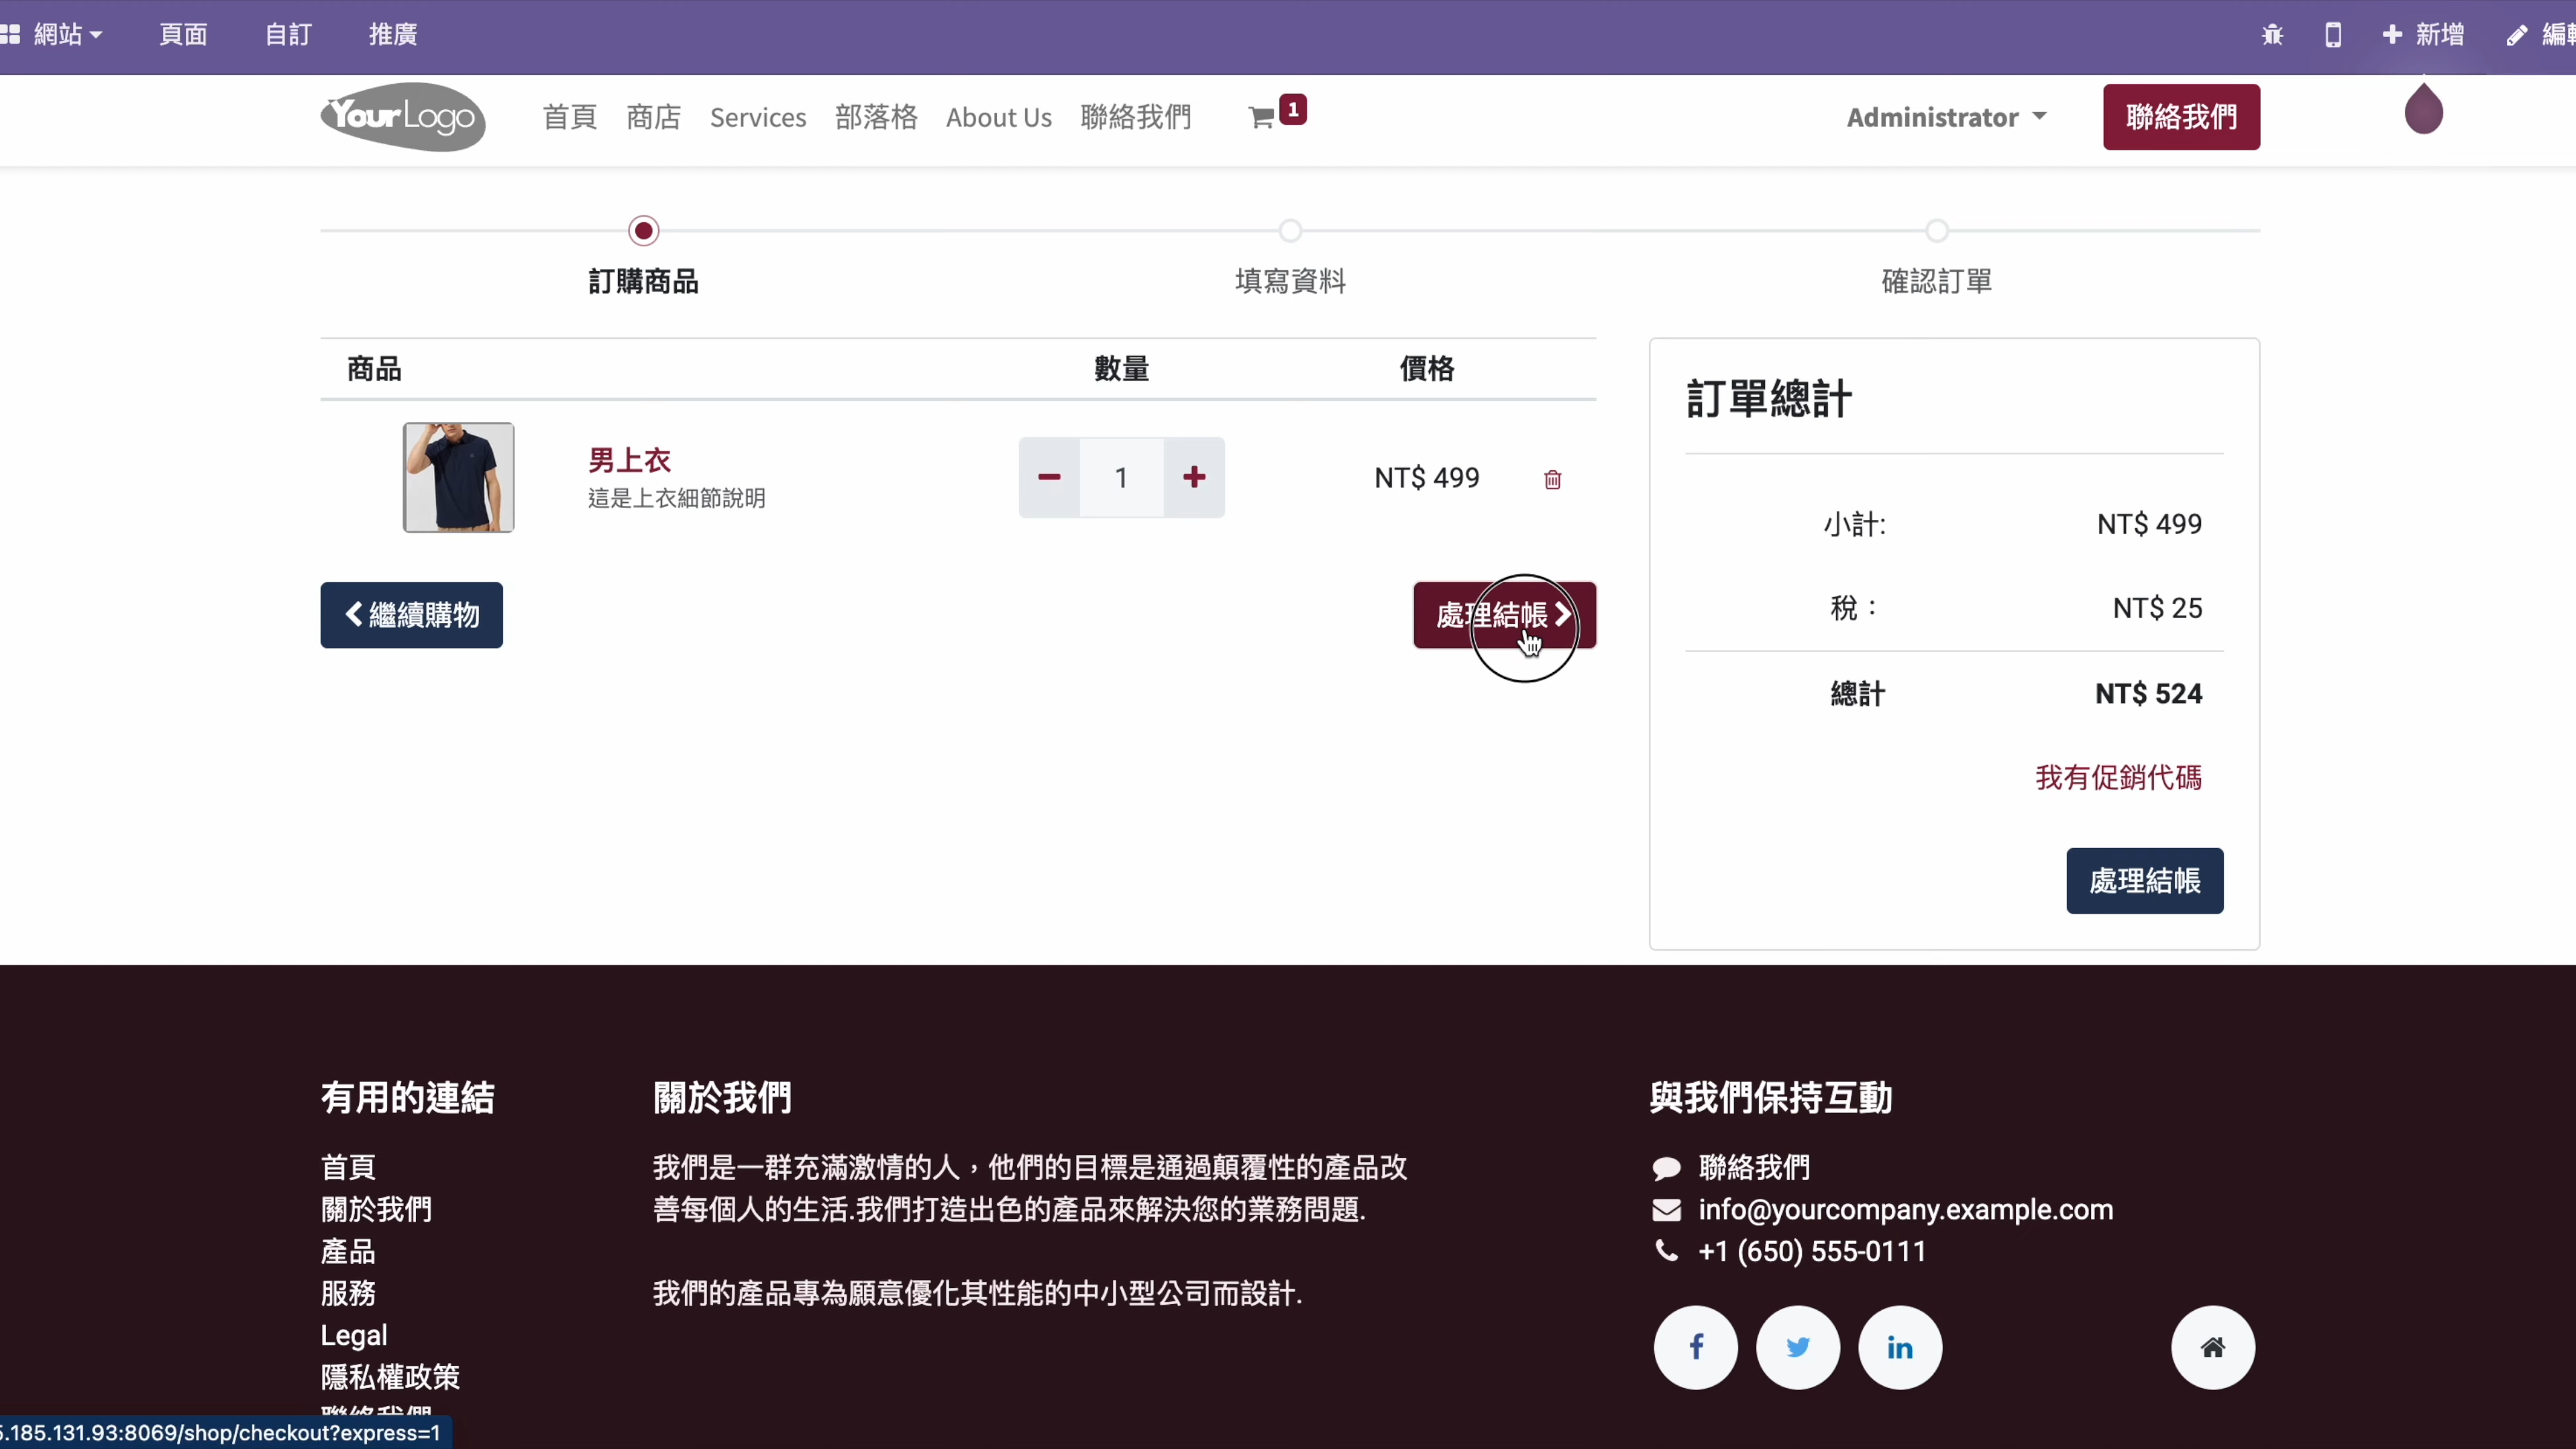 網站
頁面
自訂
推廣
新增
YourLogo
首頁
商店
Services
部落格
About Us
聯絡我們
1
Administrator
聯絡我們
訂購商品
填寫資料
確認訂單
商品
數量
價格
男上衣
這是上衣細節說明
1
NT$ 499
繼續購物
處理結帳
訂單總計
小計:
NT$ 499
稅：
NT$ 25
總計
NT$ 524
我有促銷代碼
處理結帳
有用的連結
首頁
關於我們
產品
服務
Legal
隱私權政策
聯絡我們
關於我們
我們是一群充滿激情的人，他們的目標是通過顛覆性的產品改
善每個人的生活.我們打造出色的產品來解決您的業務問題.
我們的產品專為願意優化其性能的中小型公司而設計.
與我們保持互動
聯絡我們
info@yourcompany.example.com
+1 (650) 555-0111
.185.131.93:8069/shop/checkout?express=1